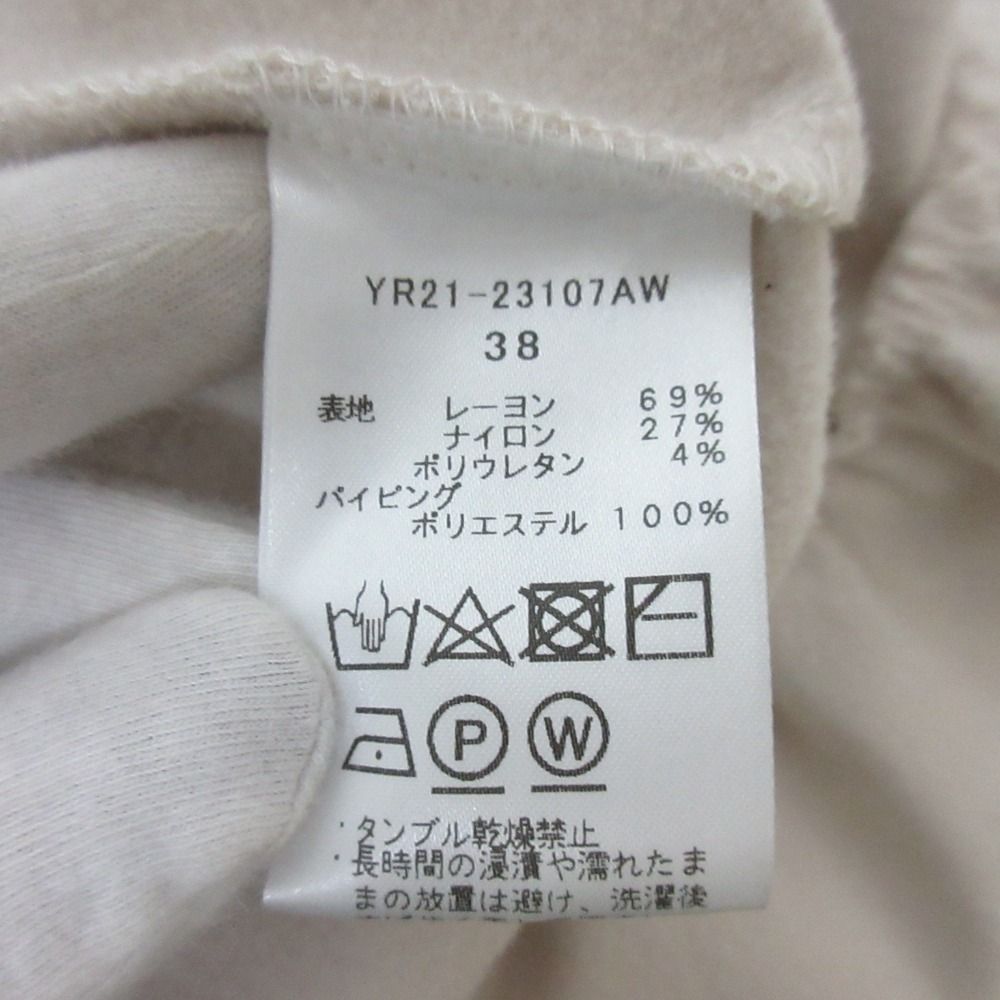 YR21-23107AW
38
表地 レーヨン 69%
ナイロン 27%
ポリウレタン 4%
パイピング
ポリエステル 100%
P W
・タンブル乾燥禁止
・長時間の浸漬や濡れたま
まの放置は避け、洗濯後